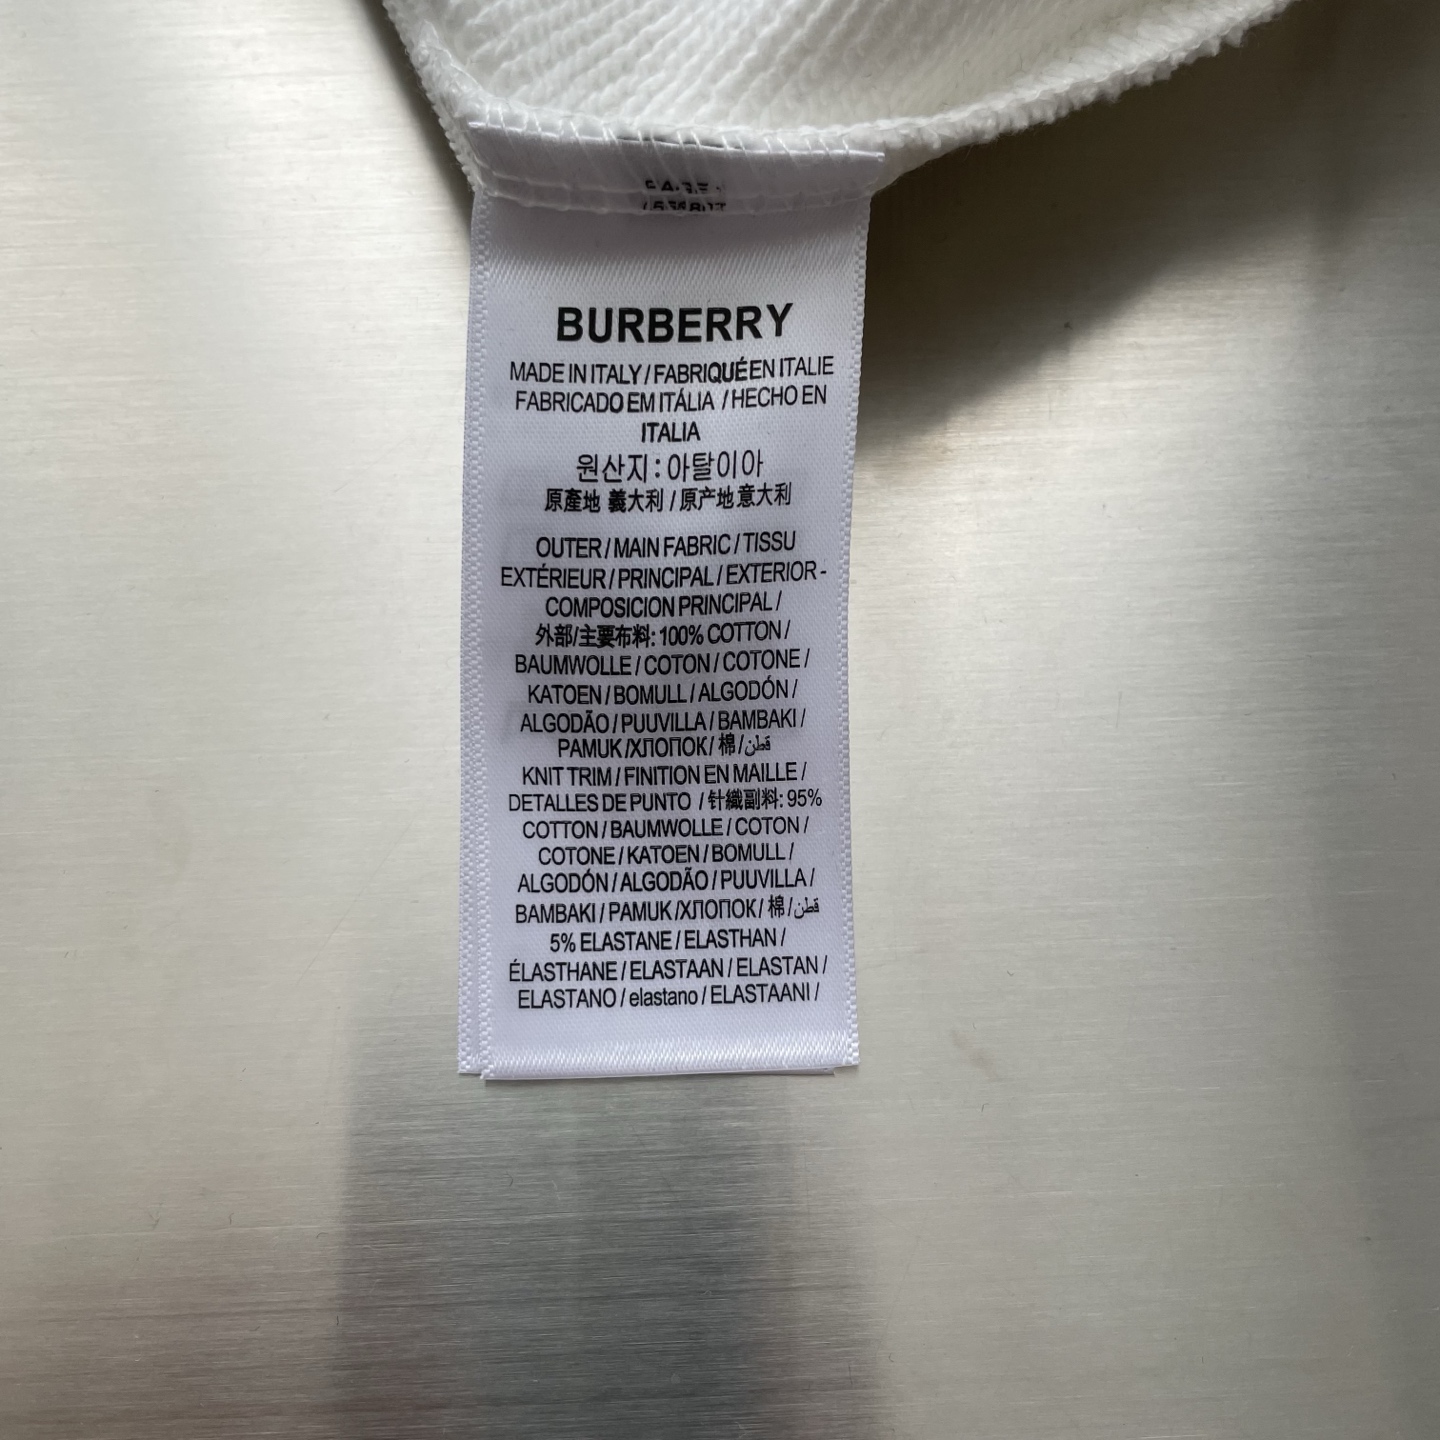 BURBERRY
MADE IN ITALY / FABRIQUÉ EN ITALIE
FABRICADO EM ITÁLIA / HECHO EN
ITALIA
원산지 : 아탈이아
原產地 義大利 / 原产地 意大利
OUTER / MAIN FABRIC / TISSU
EXTÉRIEUR / PRINCIPAL / EXTERIOR -
COMPOSICION PRINCIPAL /
外部/主要布料: 100% COTTON /
BAUMWOLLE / COTON / COTONE /
KATOEN / BOMULL / ALGODÓN /
ALGODÃO / PUUVILLA / BAMBAKI /
PAMUK /ХЛОПОК/ 棉/قطن
KNIT TRIM / FINITION EN MAILLE /
DETALLES DE PUNTO / 针織副料: 95%
COTTON / BAUMWOLLE / COTON /
COTONE / KATOEN / BOMULL /
ALGODÓN / ALGODÃO / PUUVILLA /
BAMBAKI / PAMUK /ХЛОПОК/ 棉/قطن
5% ELASTANE / ELASTHAN /
ÉLASTHANE / ELASTAAN / ELASTAN /
ELASTANO / elastano / ELASTAANI /